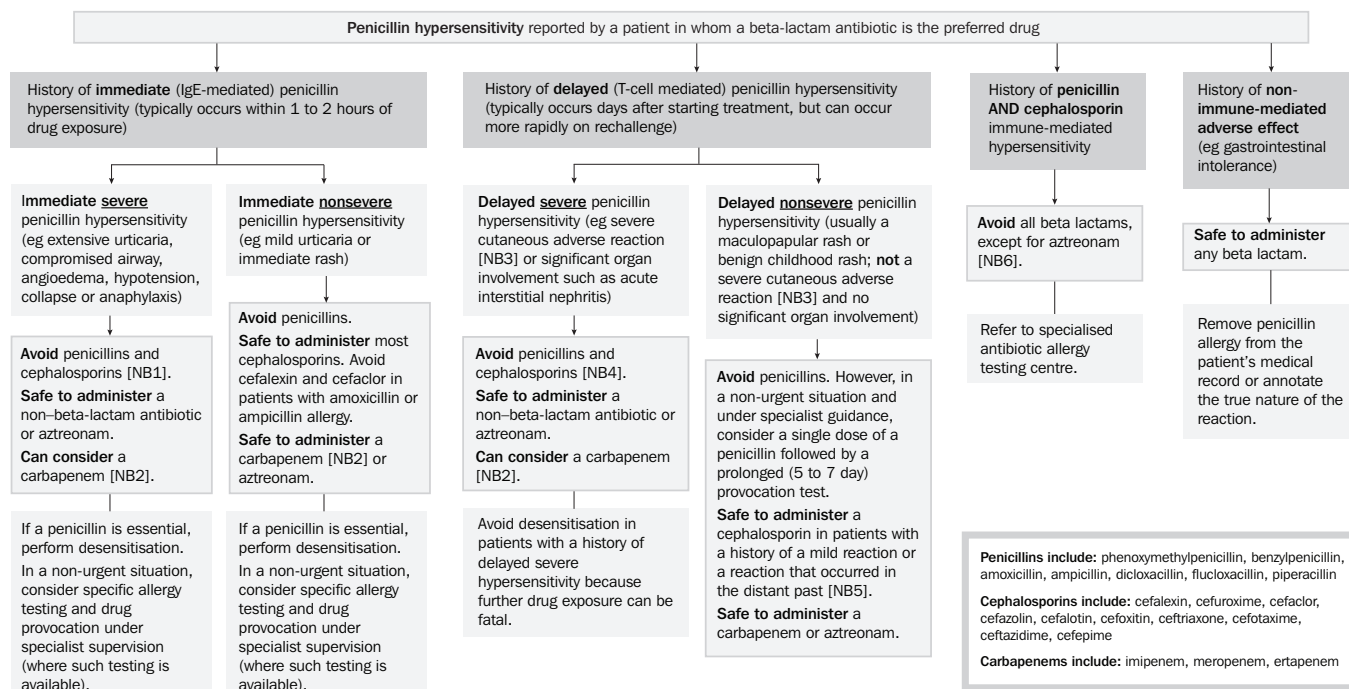 Penicillin hypersensitivity reported by a patient in whom a beta-lactam antibiotic is the preferred drug
History of immediate (IgE-mediated) penicillin
hypersensitivity (typically occurs within 1 to 2 hours of
drug exposure)
Immediate severe
penicillin hypersensitivity
(eg extensive urticaria,
compromised airway,
angioedema, hypotension,
collapse or anaphylaxis)
Avoid penicillins and
cephalosporins [NB1].
Safe to administer a
non–beta-lactam antibiotic
or aztreonam.
Can consider a
carbapenem [NB2].
If a penicillin is essential,
perform desensitisation.
In a non-urgent situation,
consider specific allergy
testing and drug
provocation under
specialist supervision
(where such testing is
available).
Immediate nonsevere
penicillin hypersensitivity
(eg mild urticaria or
immediate rash)
Avoid penicillins.
Safe to administer most
cephalosporins. Avoid
cefalexin and cefaclor in
patients with amoxicillin or
ampicillin allergy.
Safe to administer a
carbapenem [NB2] or
aztreonam.
If a penicillin is essential,
perform desensitisation.
In a non-urgent situation,
consider specific allergy
testing and drug
provocation under
specialist supervision
(where such testing is
available).
History of delayed (T-cell mediated) penicillin hypersensitivity
(typically occurs days after starting treatment, but can occur
more rapidly on rechallenge)
Delayed severe penicillin
hypersensitivity (eg severe
cutaneous adverse reaction
[NB3] or significant organ
involvement such as acute
interstitial nephritis)
Avoid penicillins and
cephalosporins [NB4].
Safe to administer a
non–beta-lactam antibiotic or
aztreonam.
Can consider a carbapenem
[NB2].
Avoid desensitisation in
patients with a history of
delayed severe
hypersensitivity because
further drug exposure can be
fatal.
Delayed nonsevere penicillin
hypersensitivity (usually a
maculopapular rash or
benign childhood rash; not a
severe cutaneous adverse
reaction [NB3] and no
significant organ involvement)
Avoid penicillins. However, in
a non-urgent situation and
under specialist guidance,
consider a single dose of a
penicillin followed by a
prolonged (5 to 7 day)
provocation test.
Safe to administer a
cephalosporin in patients with
a history of a mild reaction or
a reaction that occurred in
the distant past [NB5].
Safe to administer a
carbapenem or aztreonam.
History of penicillin
AND cephalosporin
immune-mediated
hypersensitivity
Avoid all beta lactams,
except for aztreonam
[NB6].
Refer to specialised
antibiotic allergy
testing centre.
History of non-
immune-mediated
adverse effect
(eg gastrointestinal
intolerance)
Safe to administer
any beta lactam.
Remove penicillin
allergy from the
patient's medical
record or annotate
the true nature of the
reaction.
Penicillins include: phenoxymethylpenicillin, benzylpenicillin,
amoxicillin, ampicillin, dicloxacillin, flucloxacillin, piperacillin
Cephalosporins include: cefalexin, cefuroxime, cefaclor,
cefazolin, cefalotin, cefoxitin, ceftriaxone, cefotaxime,
ceftazidime, cefepime
Carbapenems include: imipenem, meropenem, ertapenem